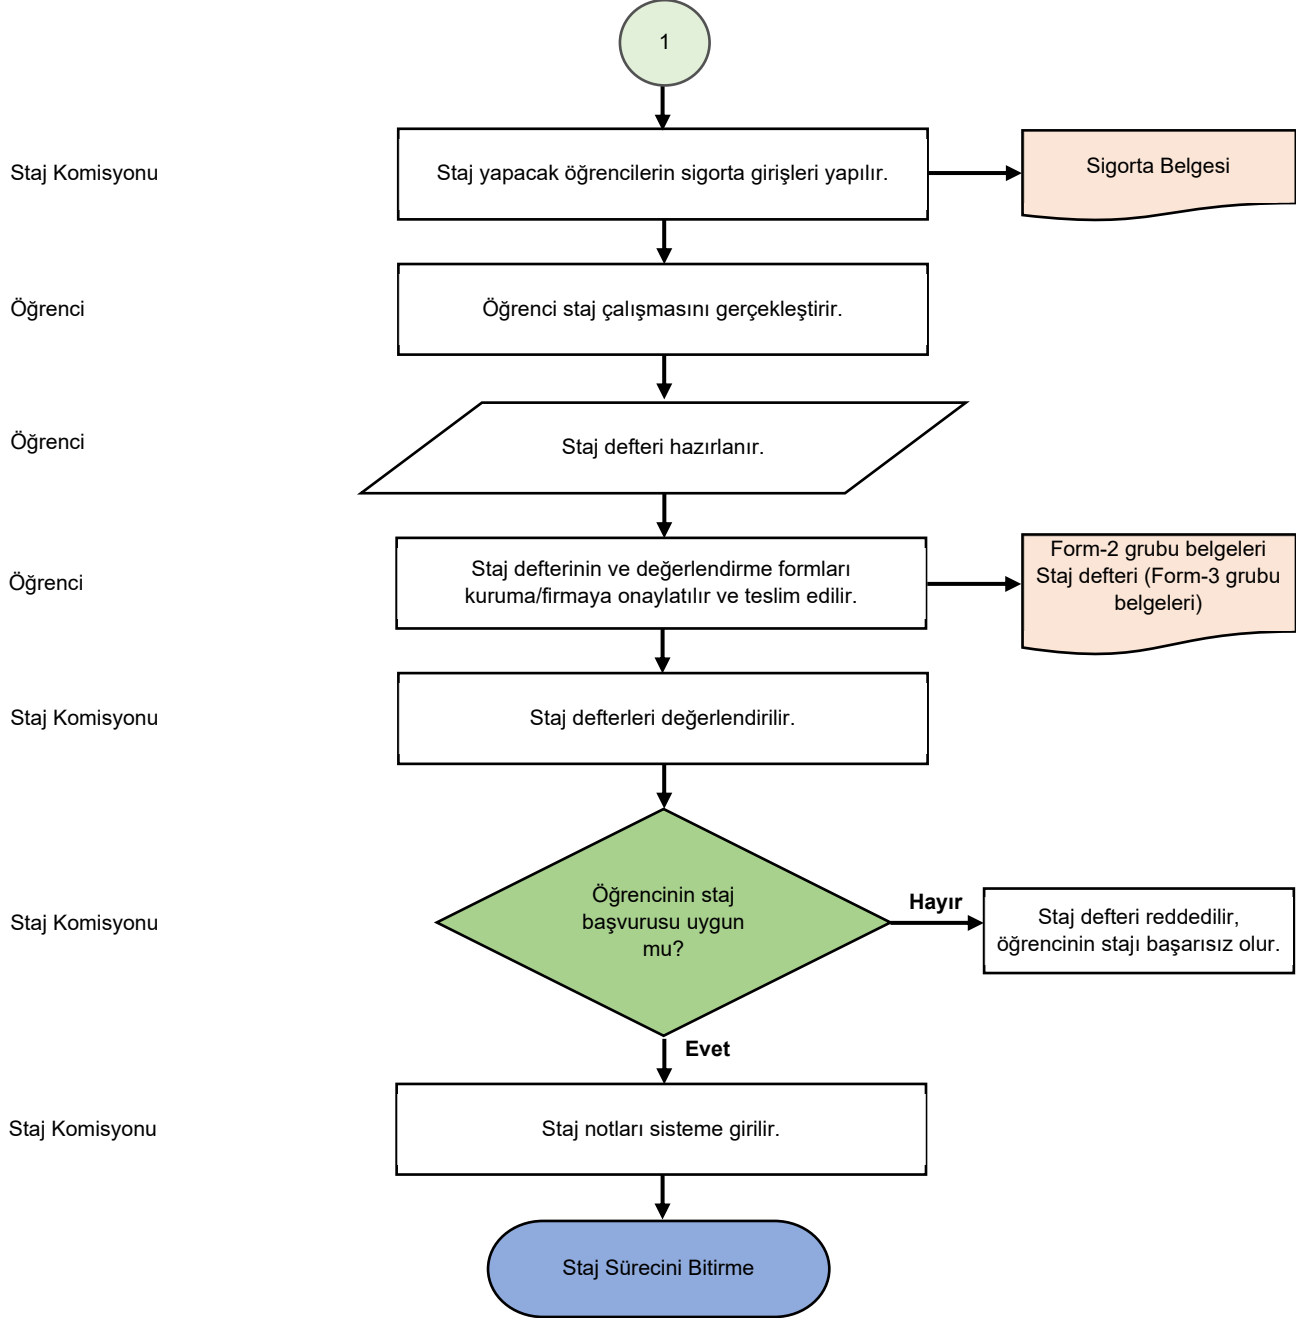 1
Staj Komisyonu
Staj yapacak öğrencilerin sigorta girişleri yapılır.
Sigorta Belgesi
Öğrenci
Öğrenci staj çalışmasını gerçekleştirir.
Öğrenci
Staj defteri hazırlanır.
Öğrenci
Staj defterinin ve değerlendirme formları
kuruma/firmaya onaylatılır ve teslim edilir.
Form-2 grubu belgeleri
Staj defteri (Form-3 grubu
belgeleri)
Staj Komisyonu
Staj defterleri değerlendirilir.
Staj Komisyonu
Öğrencinin staj
başvurusu uygun
mu?
Hayır
Staj defteri reddedilir,
öğrencinin stajı başarısız olur.
Evet
Staj Komisyonu
Staj notları sisteme girilir.
Staj Sürecini Bitirme